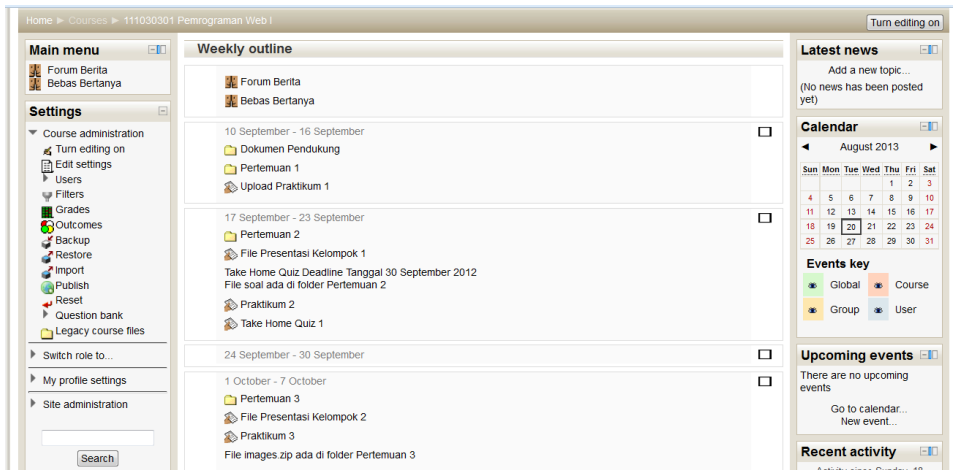 Home ► Courses ► 111030301 Pemrograman Web I
Turn editing on
Main menu
Forum Berita
Bebas Bertanya
Settings
Course administration
Turn editing on
Edit settings
Users
Filters
Grades
Outcomes
Backup
Restore
Import
Publish
Reset
Question bank
Legacy course files
Switch role to...
My profile settings
Site administration
Search
Weekly outline
Forum Berita
Bebas Bertanya
10 September - 16 September
Dokumen Pendukung
Pertemuan 1
Upload Praktikum 1
17 September - 23 September
Pertemuan 2
File Presentasi Kelompok 1
Take Home Quiz Deadline Tanggal 30 September 2012
File soal ada di folder Pertemuan 2
Praktikum 2
Take Home Quiz 1
24 September - 30 September
1 October - 7 October
Pertemuan 3
File Presentasi Kelompok 2
Praktikum 3
File images.zip ada di folder Pertemuan 3
Latest news
Add a new topic...
(No news has been posted
yet)
Calendar
◄ August 2013 ►
Sun Mon Tue Wed Thu Fri Sat
1 2 3
4 5 6 7 8 9 10
11 12 13 14 15 16 17
18 19 20 21 22 23 24
25 26 27 28 29 30 31
Events key
Global Course
Group User
Upcoming events
There are no upcoming
events
Go to calendar...
New event...
Recent activity
Activity since Sunday, 18